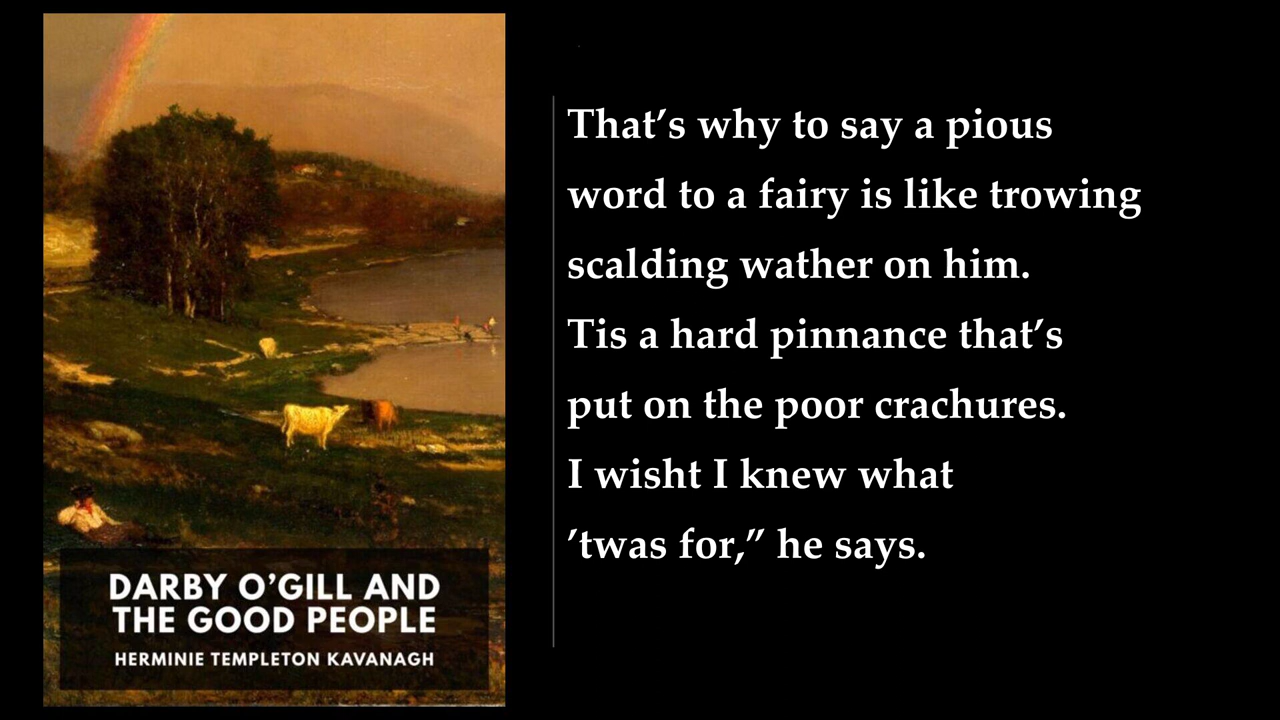 DARBY O’GILL AND
THE GOOD PEOPLE
HERMINIE TEMPLETON KAVANAGH
That’s why to say a pious
word to a fairy is like trowing
scalding wather on him.
Tis a hard pinnance that’s
put on the poor crachures.
I wisht I knew what
’twas for,” he says.